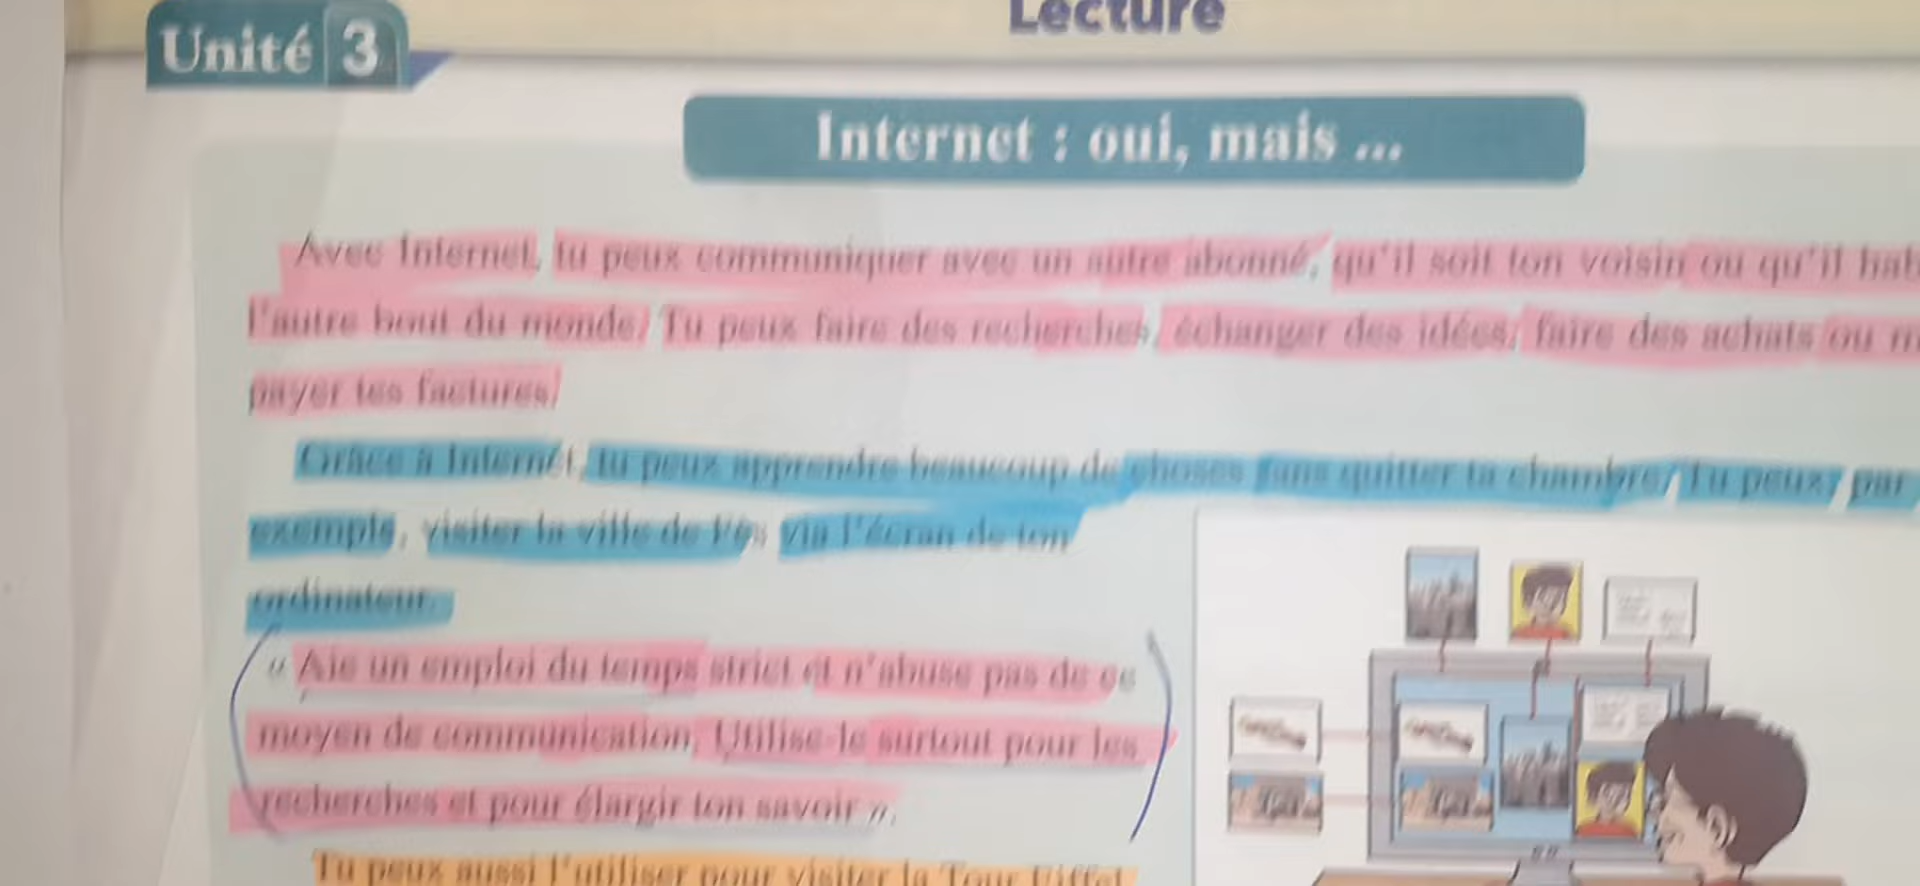 Lecture
Unité 3
Internet : oui, mais ...
Avec Internet, tu peux communiquer avec un autre abonné, qu'il soit ton voisin ou qu'il hab
l'autre bout du monde. Tu peux faire des recherches, échanger des idées, faire des achats ou m
payer tes factures.
Grâce à Internet, tu peux apprendre beaucoup de choses sans quitter ta chambre. Tu peux, par
exemple, visiter la ville de Fès via l'écran de ton
ordinateur.
« Aie un emploi du temps strict et n'abuse pas de ce
moyen de communication. Utilise-le surtout pour les
recherches et pour élargir ton savoir ».
Tu peux aussi l'utiliser pour visiter la Tour Eiffel